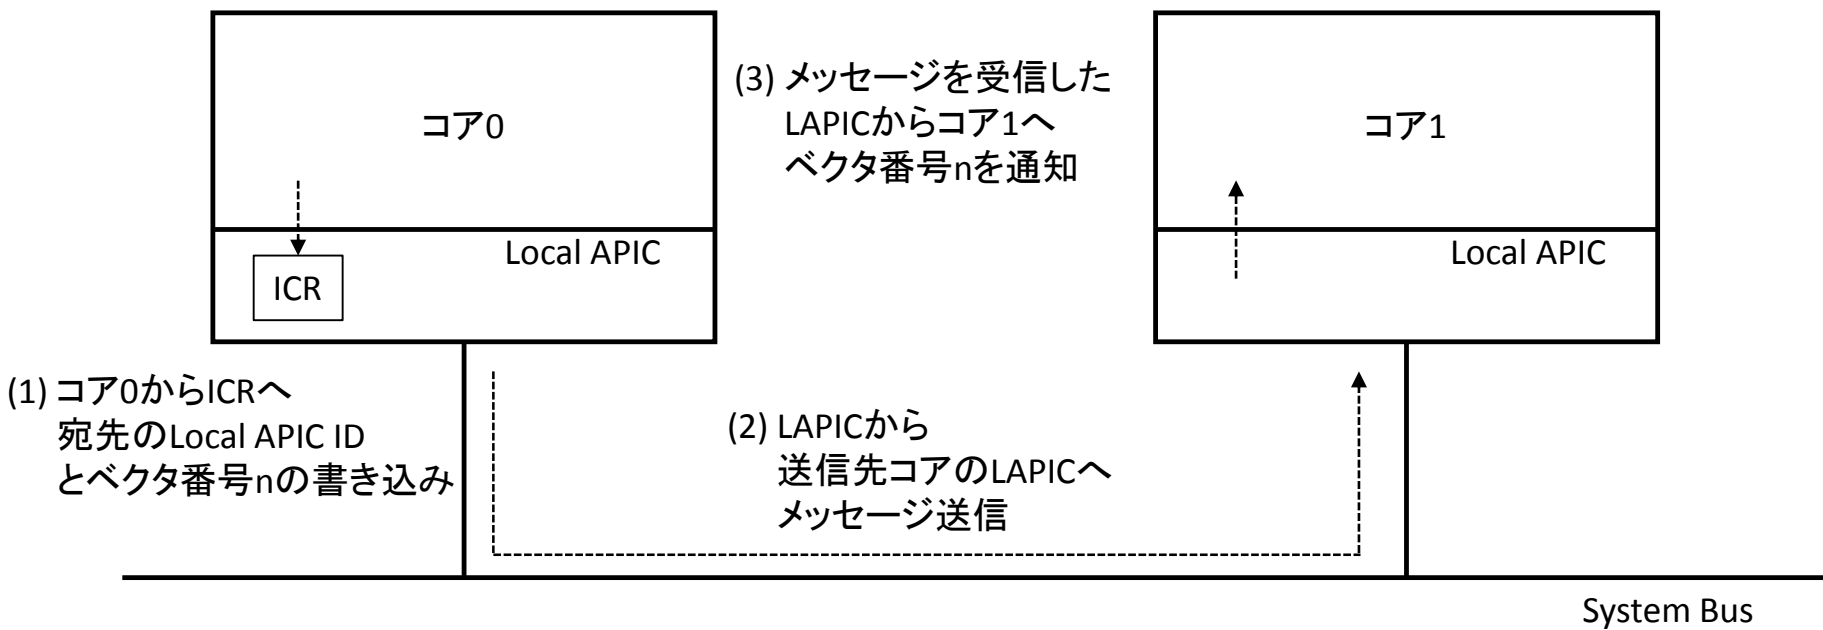 コア0
Local APIC
ICR
(3) メッセージを受信した
LAPICからコア1へ
ベクタ番号nを通知
コア1
Local APIC
(1) コア0からICRへ
宛先のLocal APIC ID
とベクタ番号nの書き込み
(2) LAPICから
送信先コアのLAPICへ
メッセージ送信
System Bus